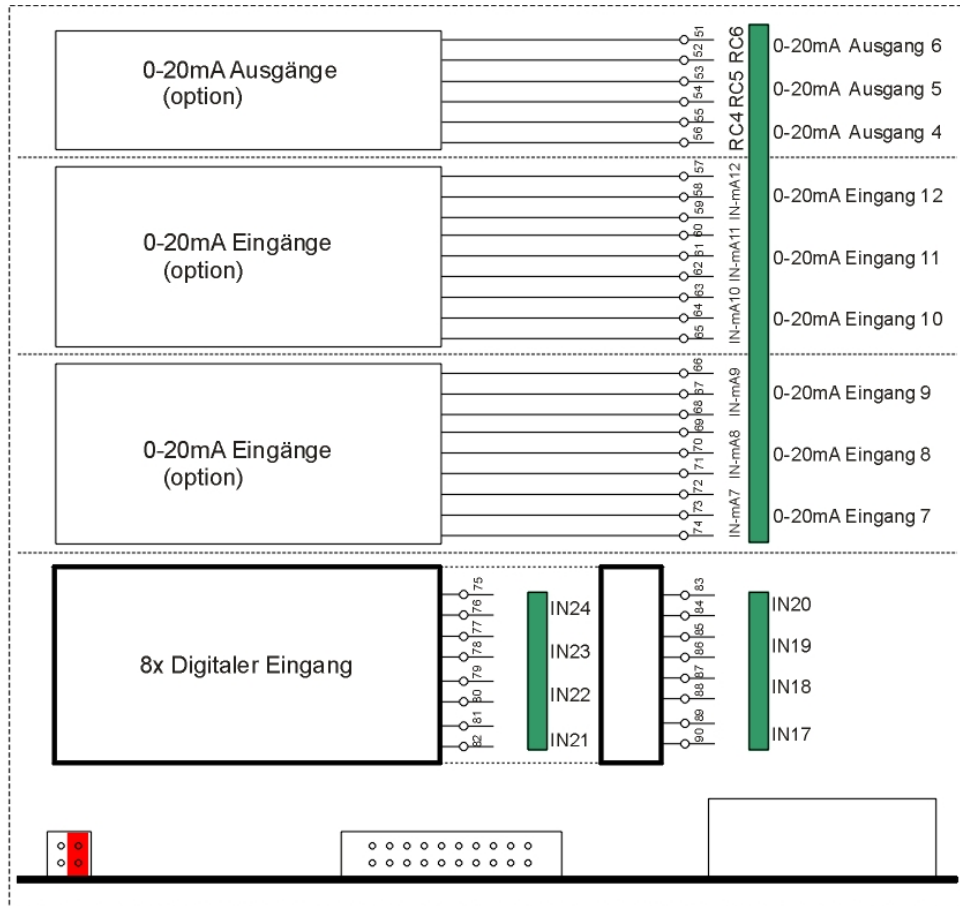 0-20mA Ausgänge
(option)
51
52
53
54
55
56
RC6
RC5
RC4
0-20mA Ausgang 6
0-20mA Ausgang 5
0-20mA Ausgang 4
0-20mA Eingänge
(option)
57
58
59
60
61
62
63
64
65
IN-mA12
IN-mA11
IN-mA10
0-20mA Eingang 12
0-20mA Eingang 11
0-20mA Eingang 10
0-20mA Eingänge
(option)
66
67
68
69
70
71
72
73
74
IN-mA9
IN-mA8
IN-mA7
0-20mA Eingang 9
0-20mA Eingang 8
0-20mA Eingang 7
8x Digitaler Eingang
75
76
77
78
79
80
81
82
IN24
IN23
IN22
IN21
83
84
85
86
87
88
89
90
IN20
IN19
IN18
IN17